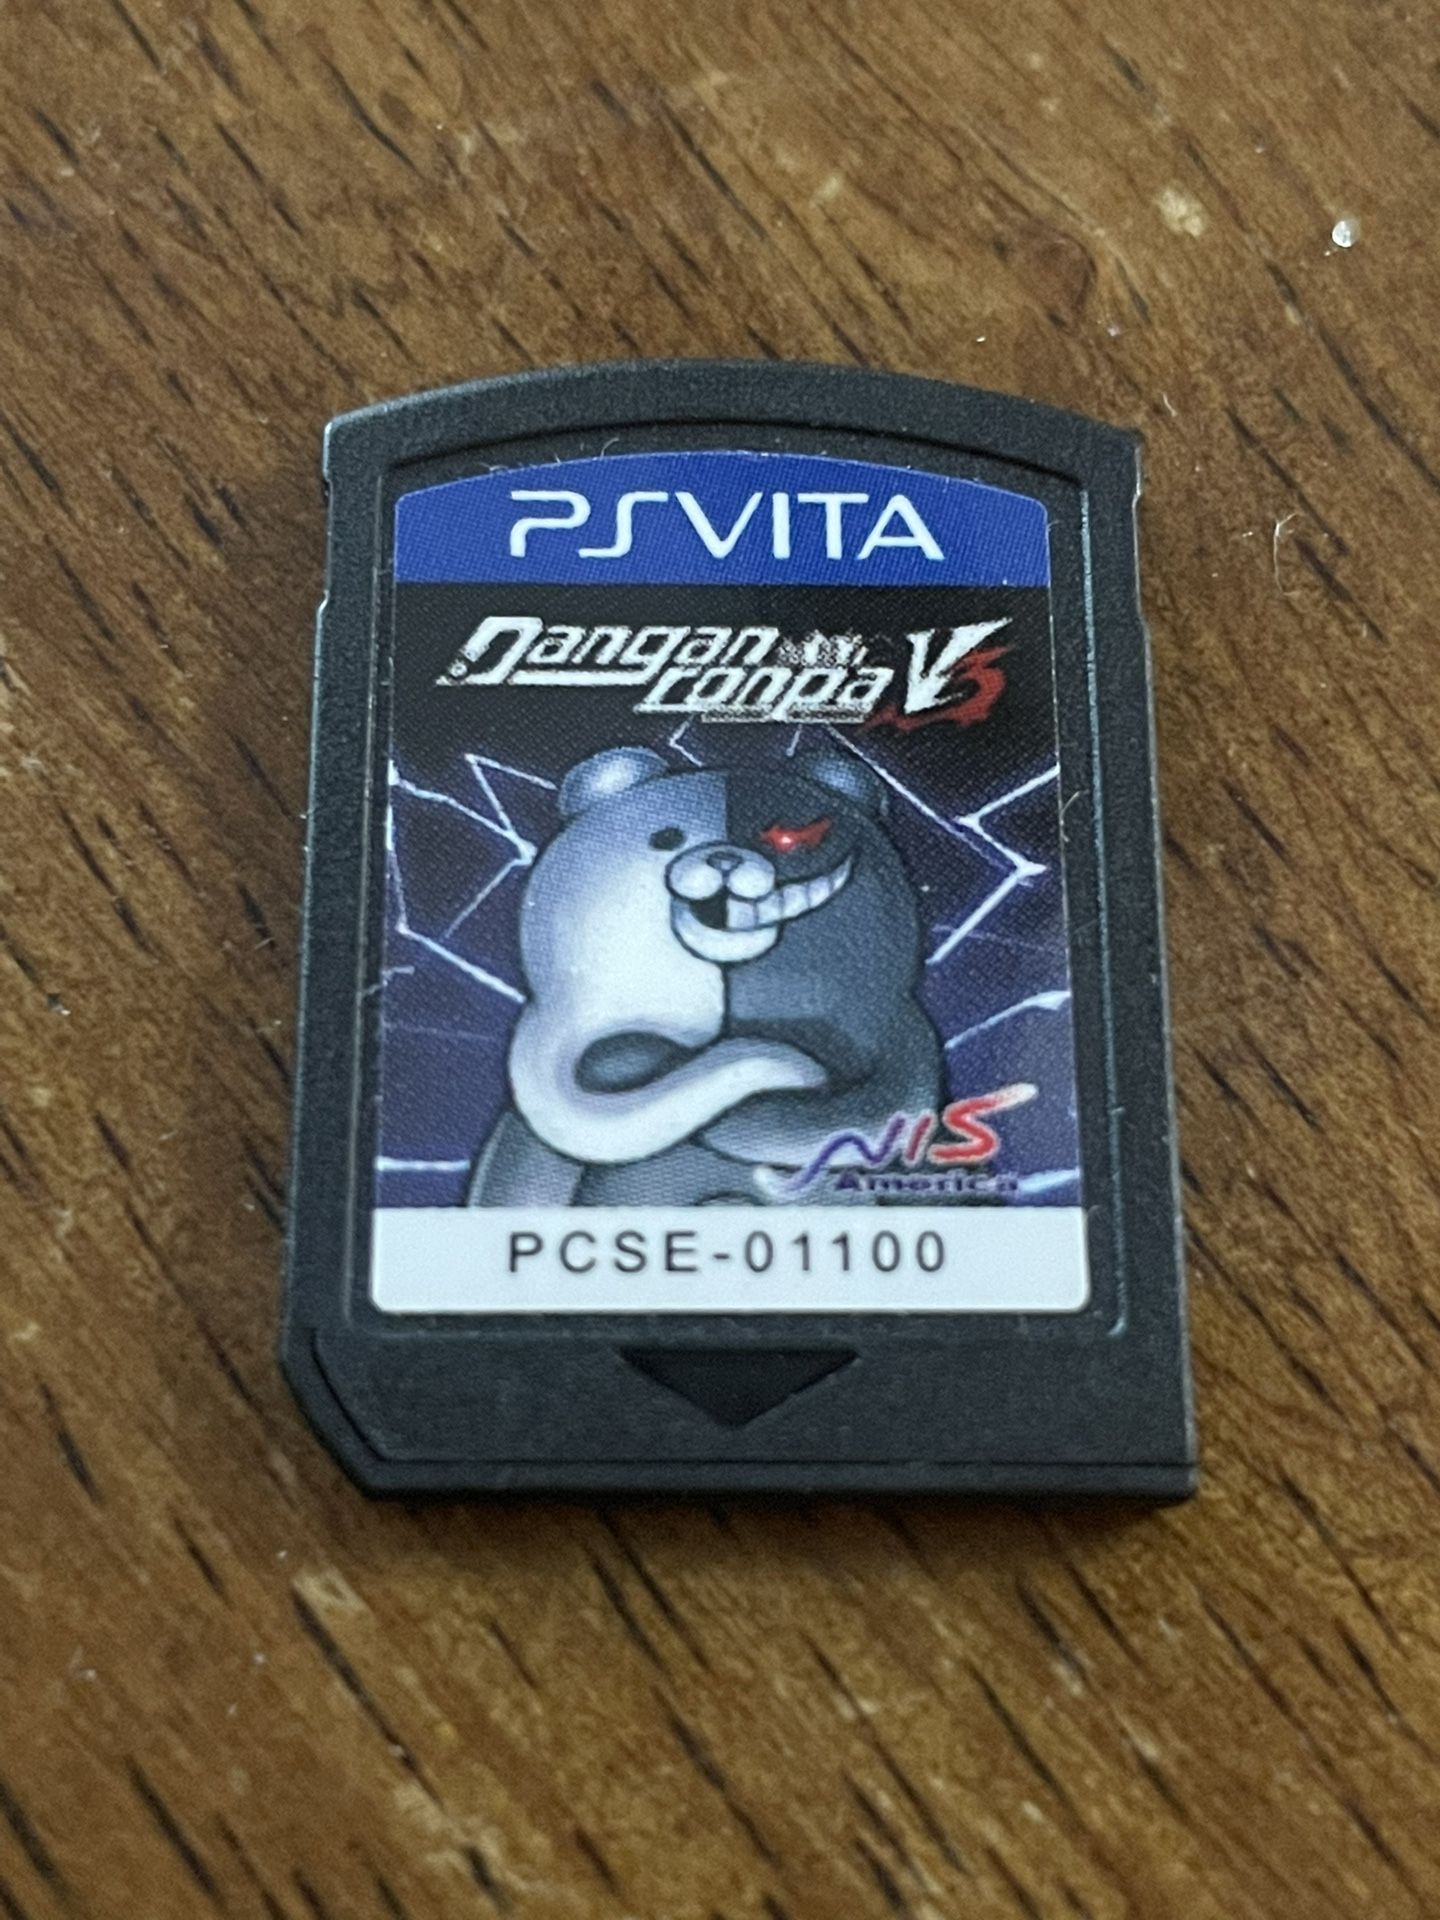 PSVITA
Danganronpa V3
NIS
America
PCSE-01100